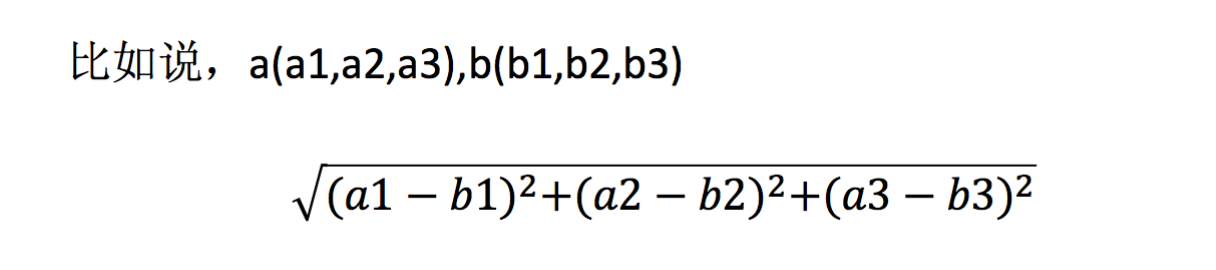 比如说，a(a1,a2,a3),b(b1,b2,b3)
√(a1 − b1)²+(a2 − b2)²+(a3 − b3)²